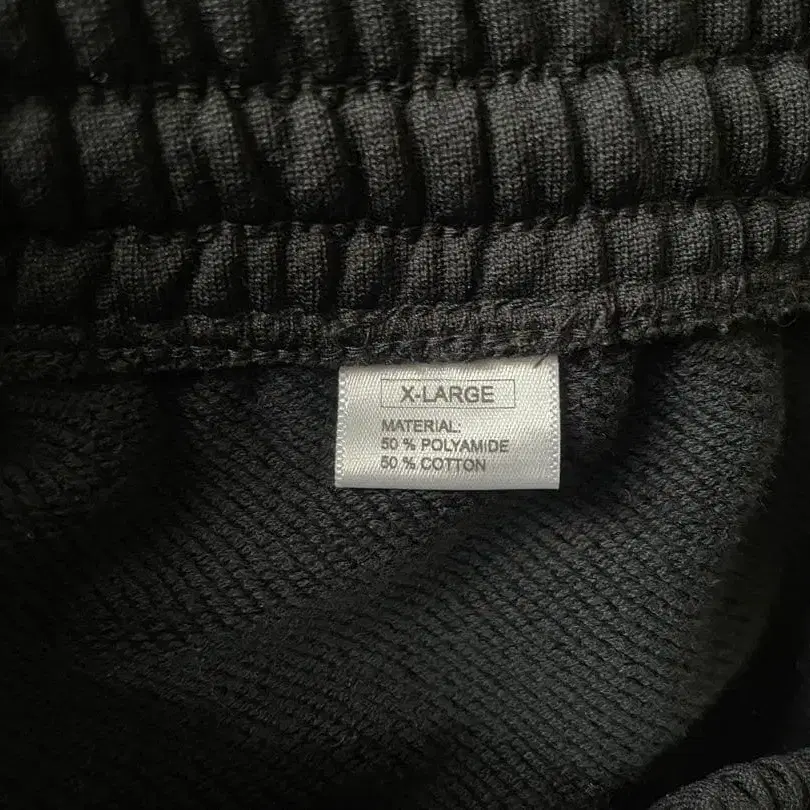 X-LARGE
MATERIAL:
50 % POLYAMIDE
50 % COTTON